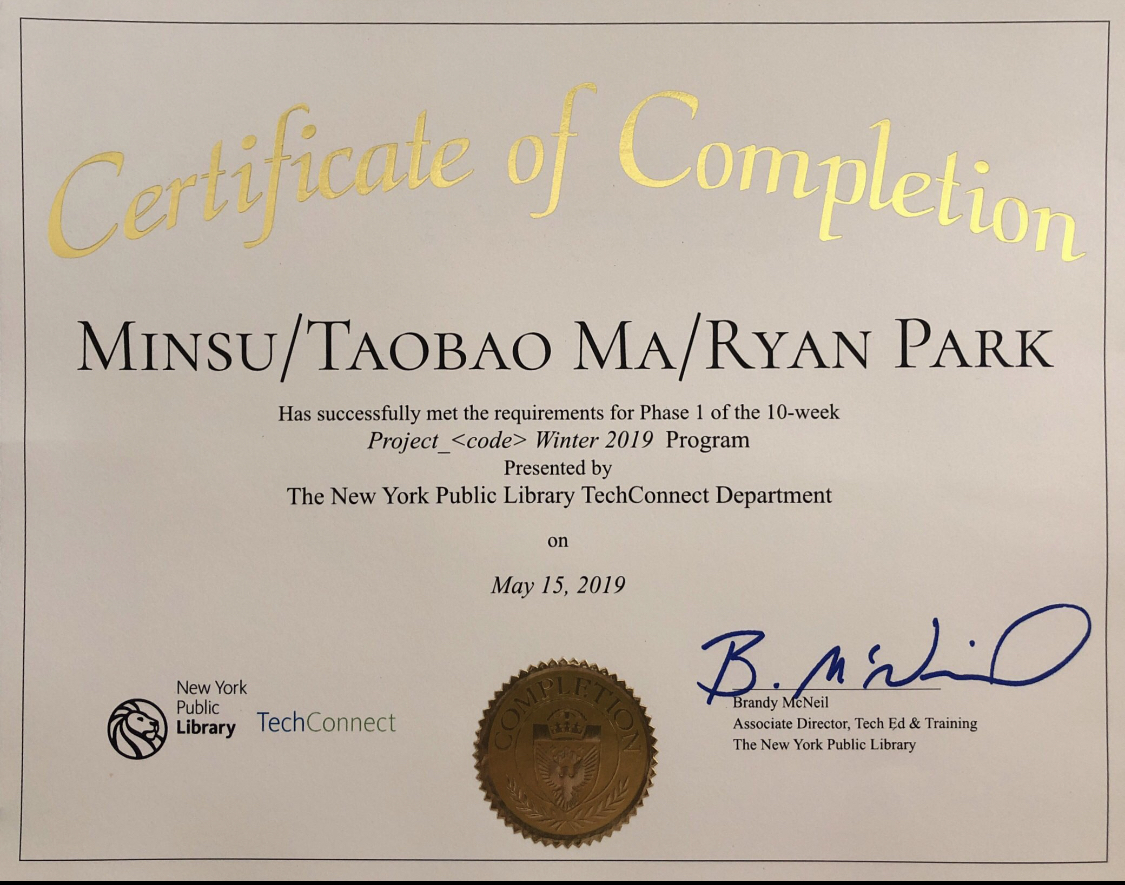 Certificate of Completion
MINSU/TAOBAO MA/RYAN PARK
Has successfully met the requirements for Phase 1 of the 10-week
Project_<code> Winter 2019 Program
Presented by
The New York Public Library TechConnect Department
on
May 15, 2019
New York
Public
Library
TechConnect
COMPLETION
B. McNeil
Brandy McNeil
Associate Director, Tech Ed & Training
The New York Public Library